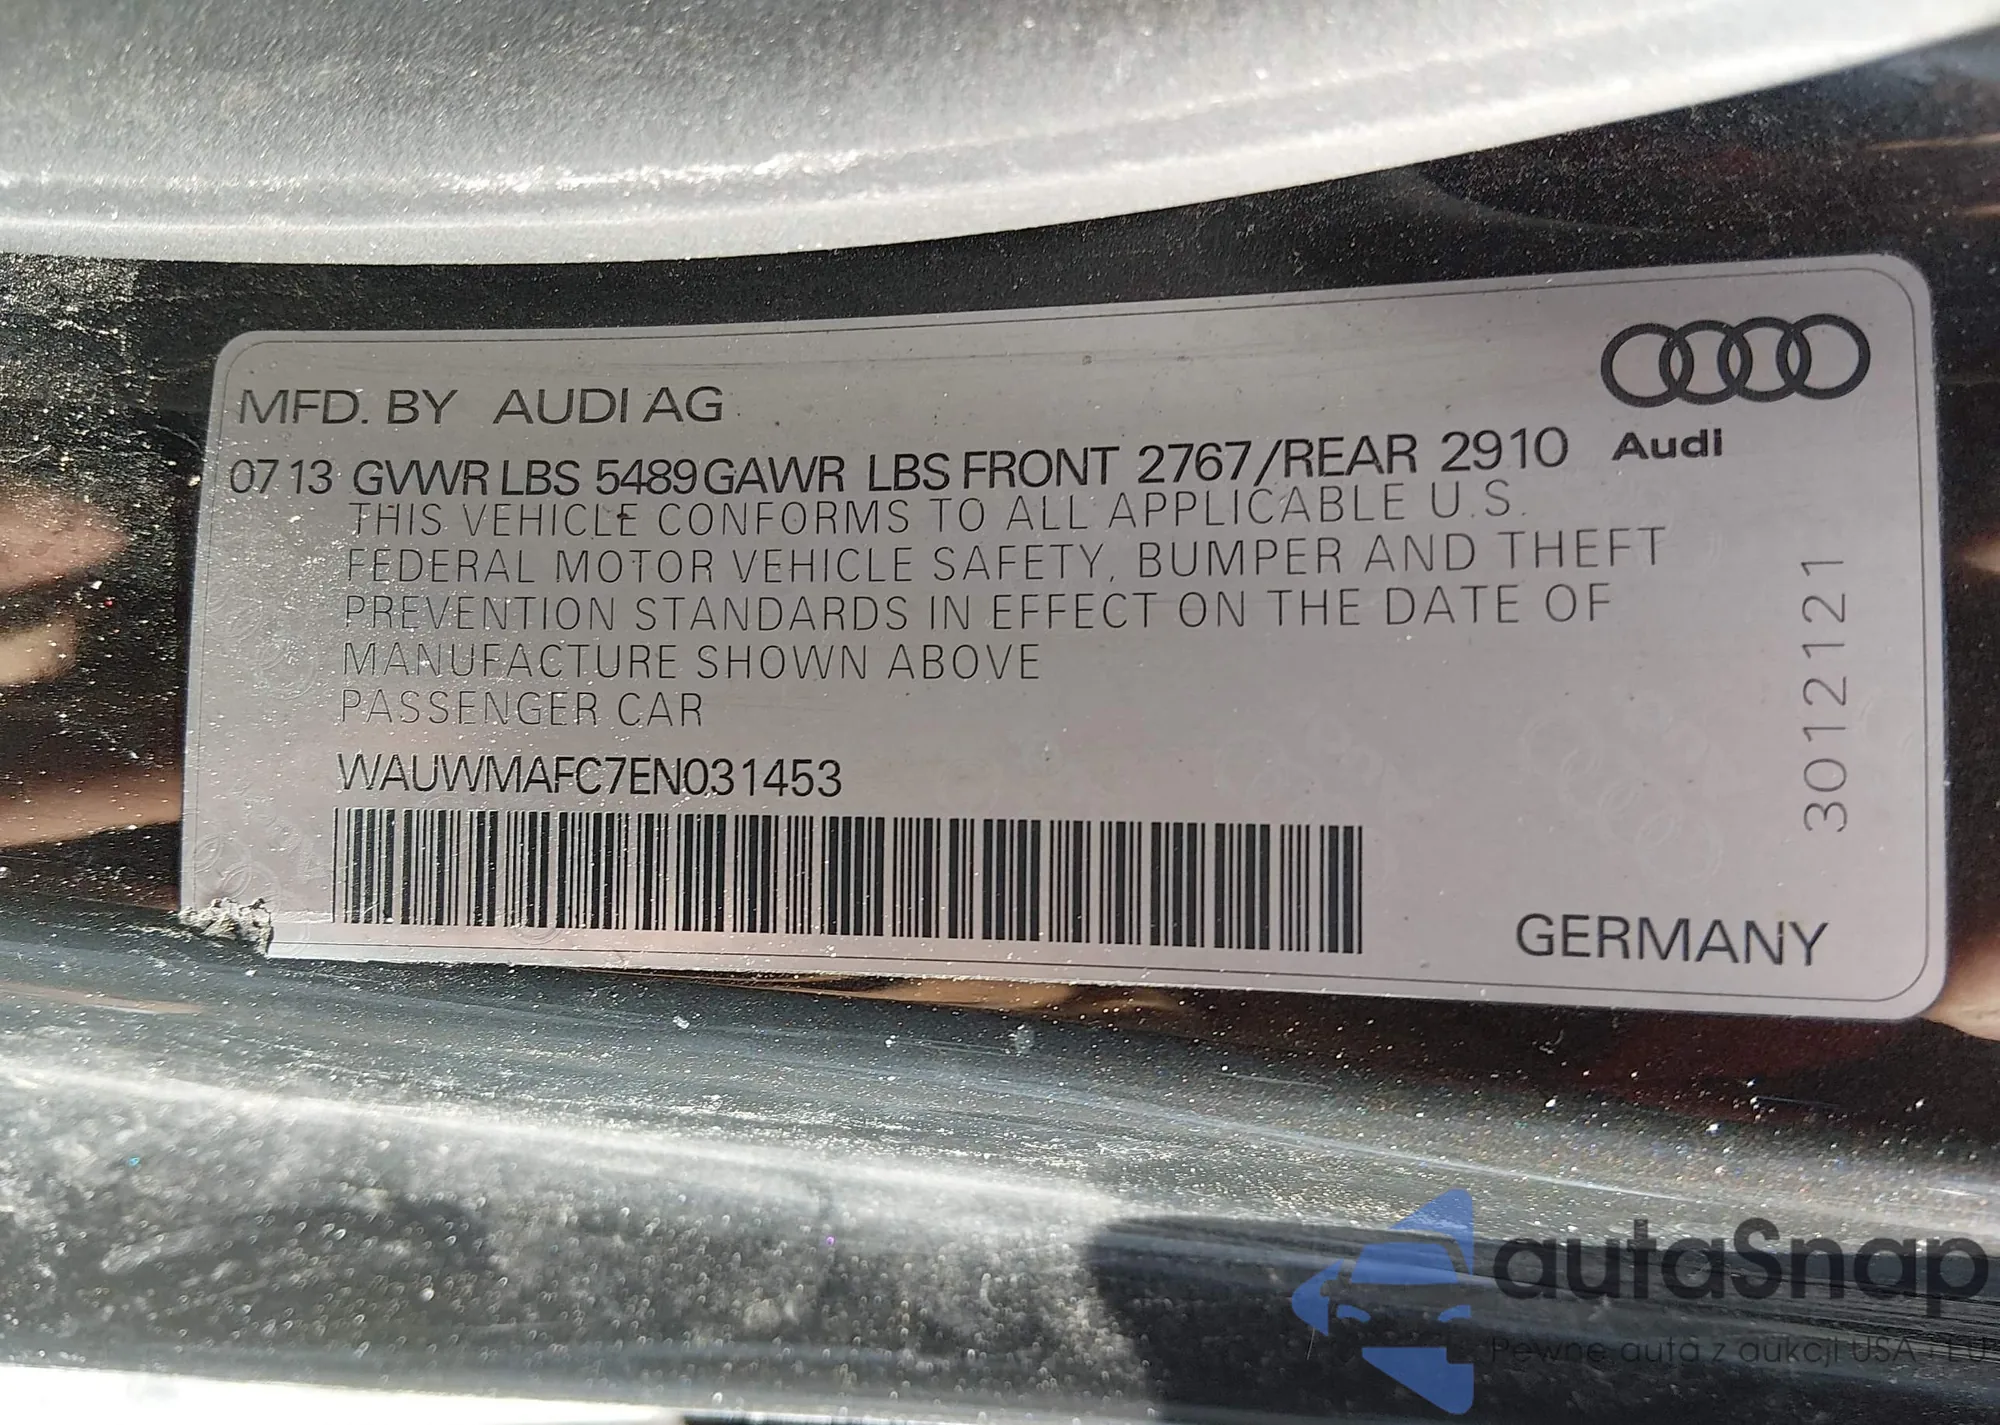 MFD. BY AUDI AG
Audi
07 13 GVWR LBS 5489 GAWR LBS FRONT 2767/REAR 2910
THIS VEHICLE CONFORMS TO ALL APPLICABLE U.S.
FEDERAL MOTOR VEHICLE SAFETY, BUMPER AND THEFT
PREVENTION STANDARDS IN EFFECT ON THE DATE OF
MANUFACTURE SHOWN ABOVE
PASSENGER CAR
WAUWMAFC7EN031453
3012121
GERMANY
autaSnap
Pewne auta z aukcji USA i EU